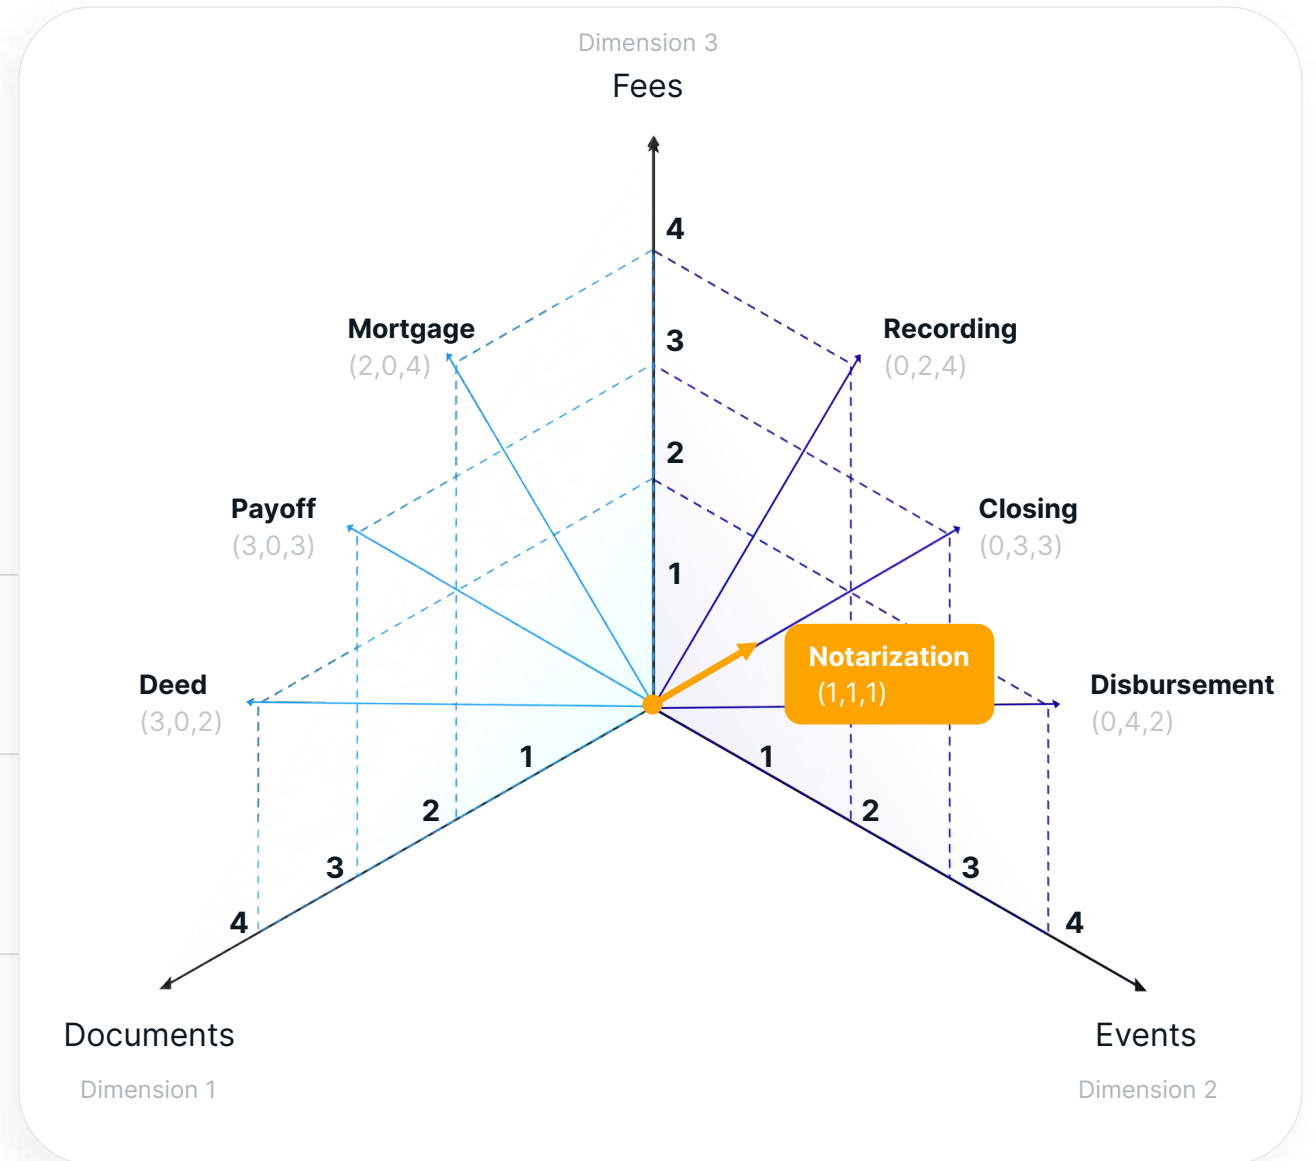 Dimension 3
Fees
4
Mortgage
(2,0,4)
Recording
(0,2,4)
3
2
Payoff
(3,0,3)
Closing
(0,3,3)
1
Notarization
(1,1,1)
Deed
(3,0,2)
Disbursement
(0,4,2)
1
1
2
2
3
3
4
4
Documents
Events
Dimension 1
Dimension 2